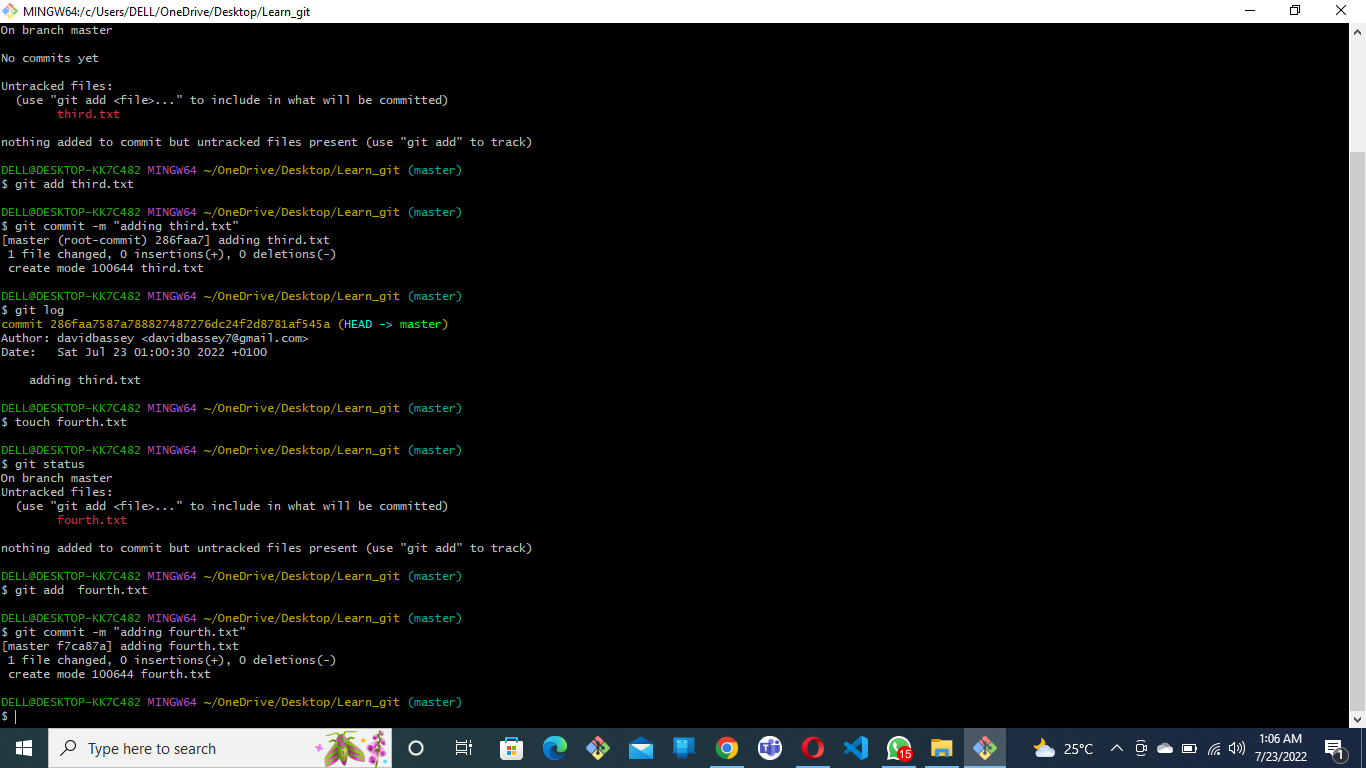 MINGW64:/c/Users/DELL/OneDrive/Desktop/Learn_git
On branch master
No commits yet
Untracked files:
  (use "git add <file>..." to include in what will be committed)
        third.txt
nothing added to commit but untracked files present (use "git add" to track)
DELL@DESKTOP-KK7C482 MINGW64 ~/OneDrive/Desktop/Learn_git (master)
$ git add third.txt
DELL@DESKTOP-KK7C482 MINGW64 ~/OneDrive/Desktop/Learn_git (master)
$ git commit -m "adding third.txt"
[master (root-commit) 286faa7] adding third.txt
 1 file changed, 0 insertions(+), 0 deletions(-)
 create mode 100644 third.txt
DELL@DESKTOP-KK7C482 MINGW64 ~/OneDrive/Desktop/Learn_git (master)
$ git log
commit 286faa7587a788827487276dc24f2d8781af545a (HEAD -> master)
Author: davidbassey <davidbassey7@gmail.com>
Date:   Sat Jul 23 01:00:30 2022 +0100
    adding third.txt
DELL@DESKTOP-KK7C482 MINGW64 ~/OneDrive/Desktop/Learn_git (master)
$ touch fourth.txt
DELL@DESKTOP-KK7C482 MINGW64 ~/OneDrive/Desktop/Learn_git (master)
$ git status
On branch master
Untracked files:
  (use "git add <file>..." to include in what will be committed)
        fourth.txt
nothing added to commit but untracked files present (use "git add" to track)
DELL@DESKTOP-KK7C482 MINGW64 ~/OneDrive/Desktop/Learn_git (master)
$ git add  fourth.txt
DELL@DESKTOP-KK7C482 MINGW64 ~/OneDrive/Desktop/Learn_git (master)
$ git commit -m "adding fourth.txt"
[master f7ca87a] adding fourth.txt
 1 file changed, 0 insertions(+), 0 deletions(-)
 create mode 100644 fourth.txt
DELL@DESKTOP-KK7C482 MINGW64 ~/OneDrive/Desktop/Learn_git (master)
$
Type here to search
15
25°C
1:06 AM
7/23/2022
1